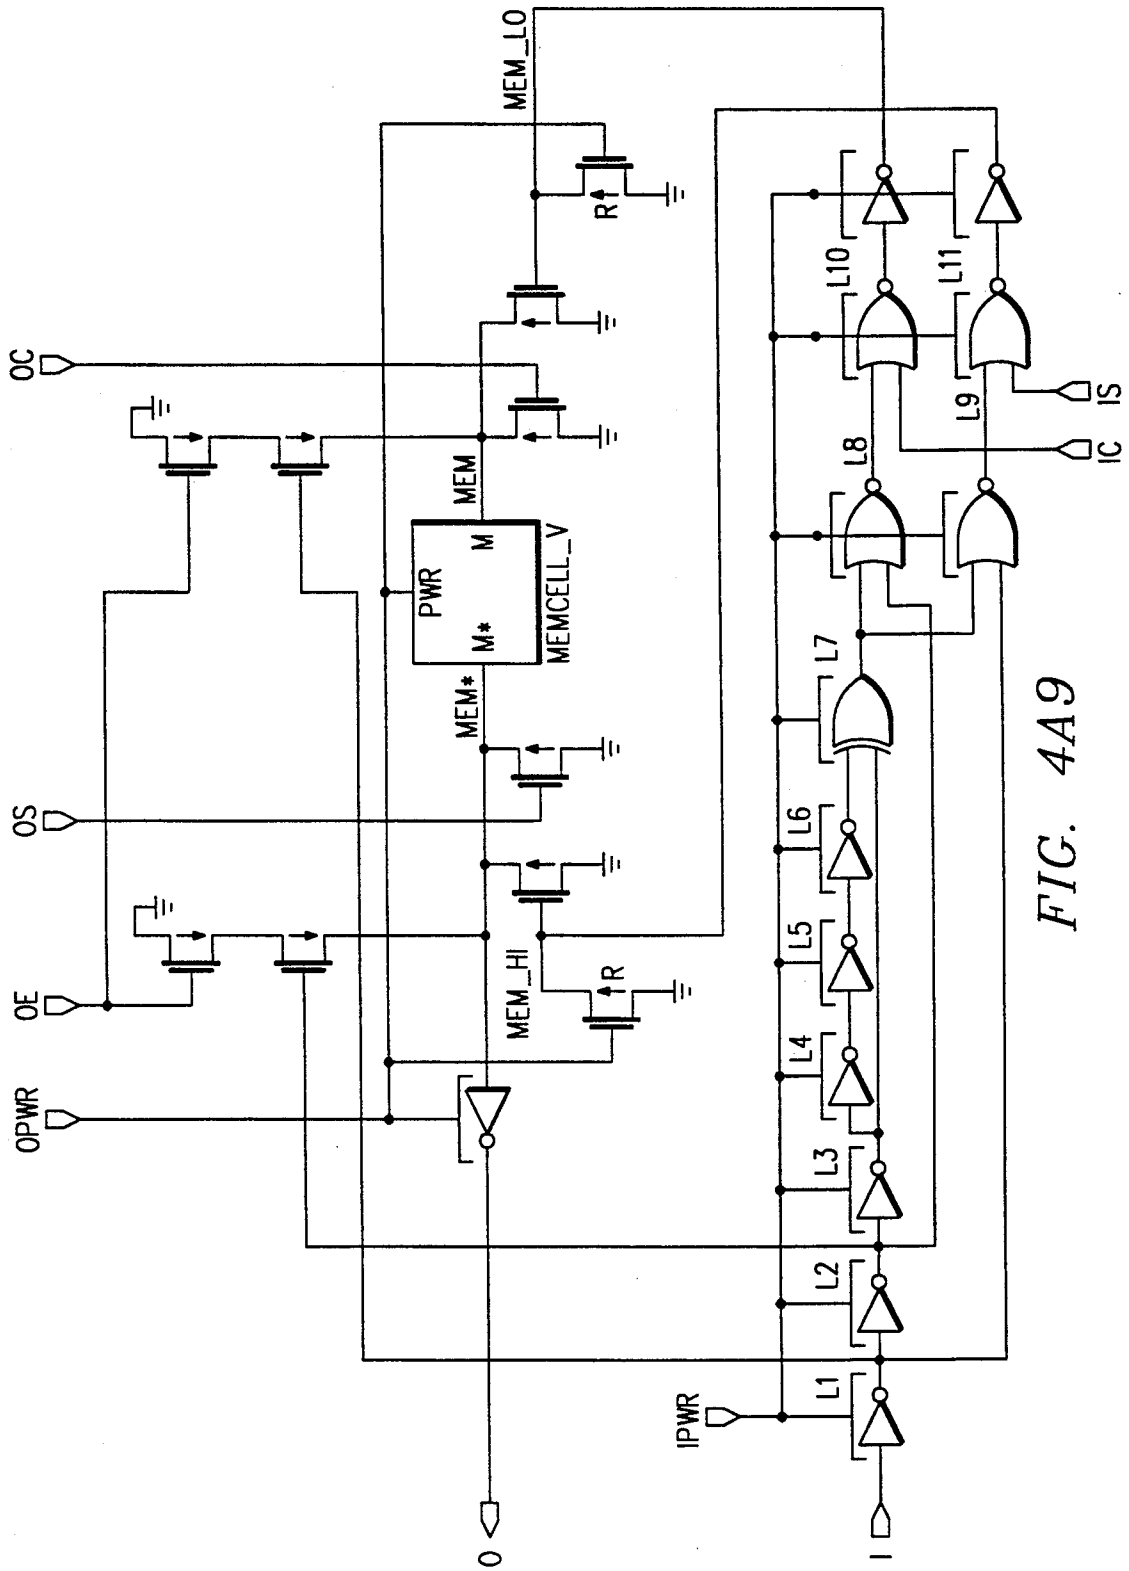 OC
OS
OE
OPWR
MEM_LO
R
MEM
PWR
M* M
MEMCELL_V
MEM*
MEM_HI
R
O
IPWR
I
L1
L2
L3
L4
L5
L6
L7
L8
L9
L10
L11
IC
IS
FIG. 4A9